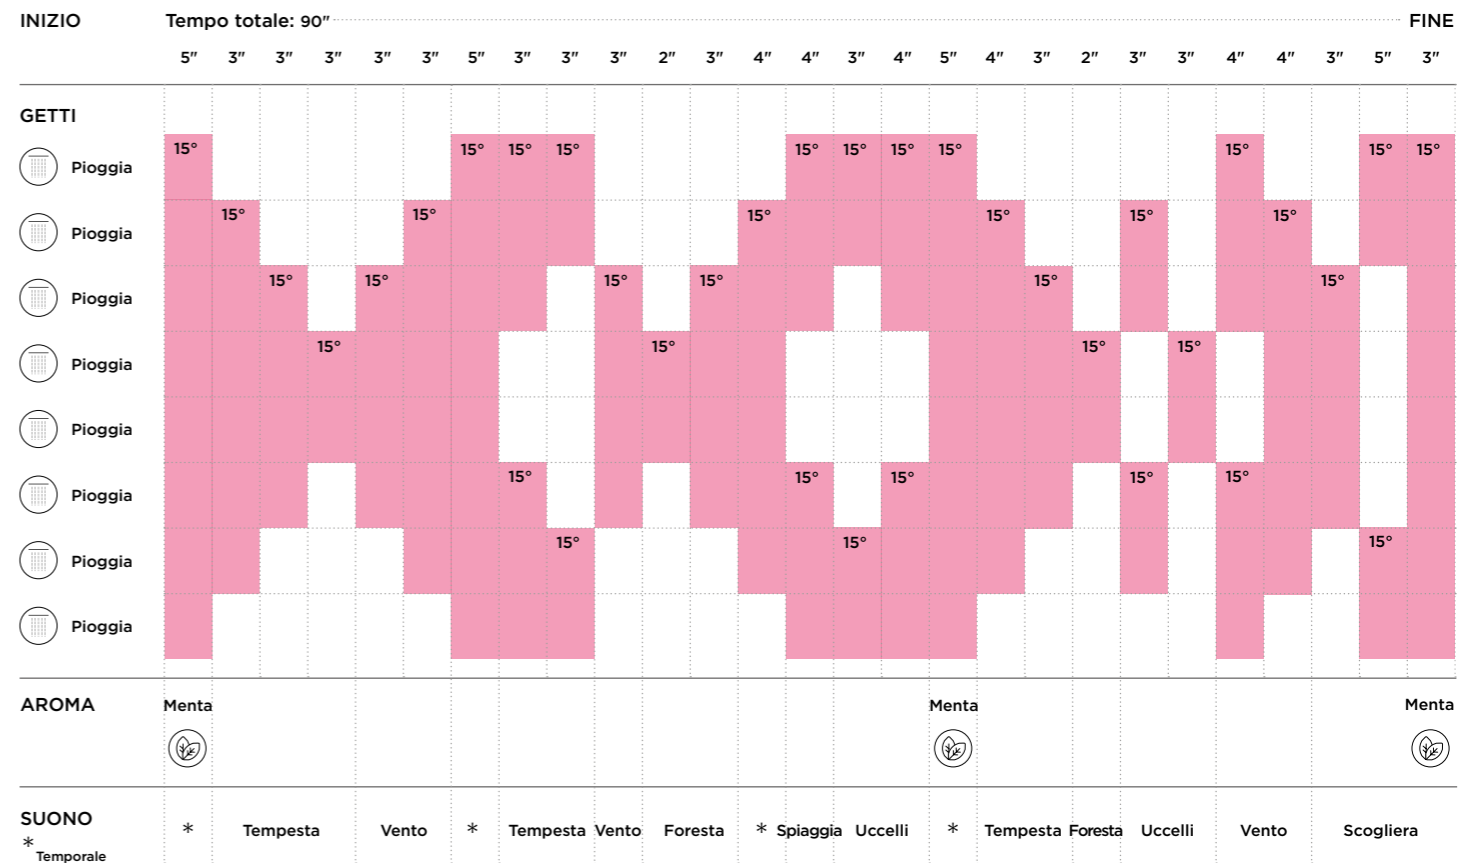 INIZIO Tempo totale: 90" FINE
5" 3" 3" 3" 3" 3" 5" 3" 3" 3" 2" 3" 4" 4" 3" 4" 5" 4" 3" 2" 3" 3" 4" 4" 3" 5" 3"
GETTI
15° 15° 15° 15° 15° 15° 15° 15° 15° 15° 15°
Pioggia
15° 15° 15° 15° 15° 15°
Pioggia
15° 15° 15° 15° 15° 15°
Pioggia
15° 15° 15° 15°
Pioggia
Pioggia
15° 15° 15° 15° 15°
Pioggia
15° 15° 15°
Pioggia
Pioggia
AROMA Menta Menta Menta
SUONO
* Tempesta Vento * Tempesta Vento Foresta * Spiaggia Uccelli * Tempesta Foresta Uccelli Vento Scogliera
* Temporale